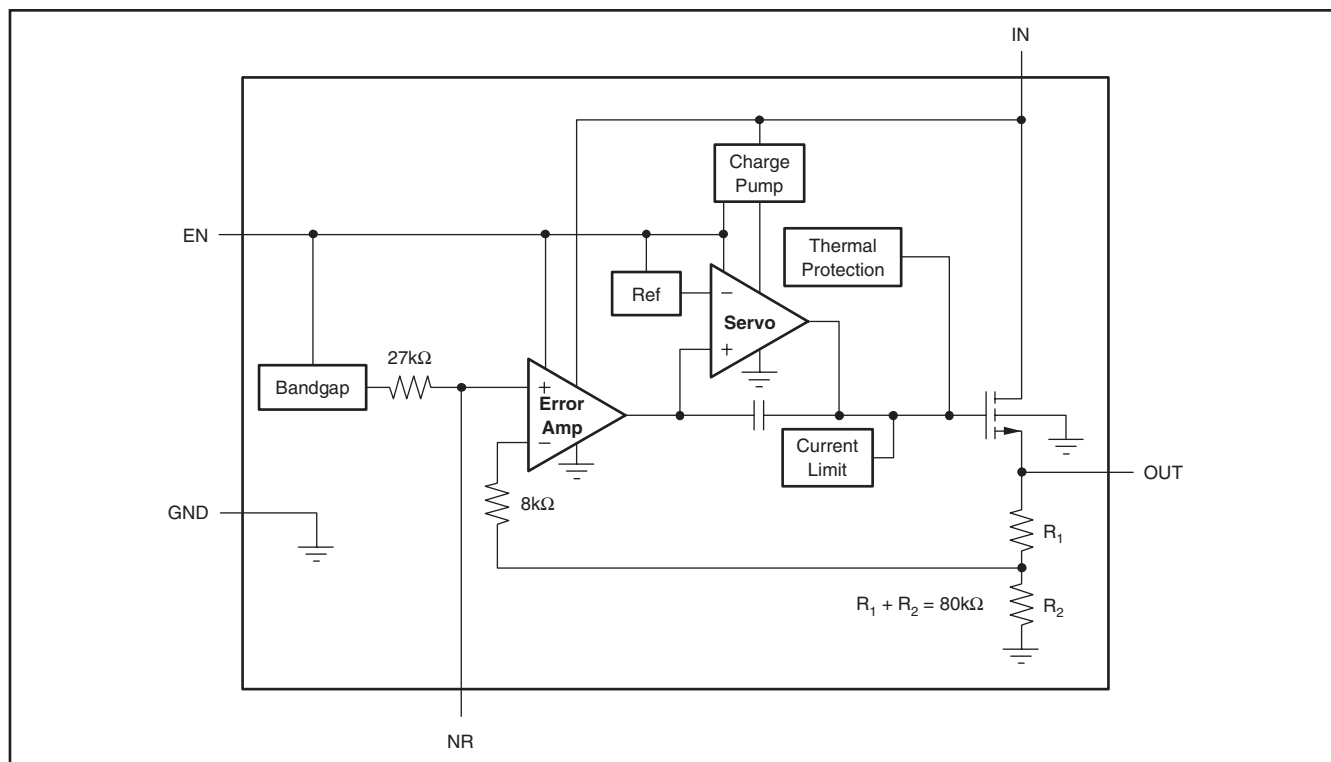 IN
Charge
Pump
EN
Thermal
Protection
Ref
−
Servo
+
27kΩ
Bandgap
+
Error
Amp
−
Current
Limit
OUT
8kΩ
GND
R₁
R₁ + R₂ = 80kΩ
R₂
NR